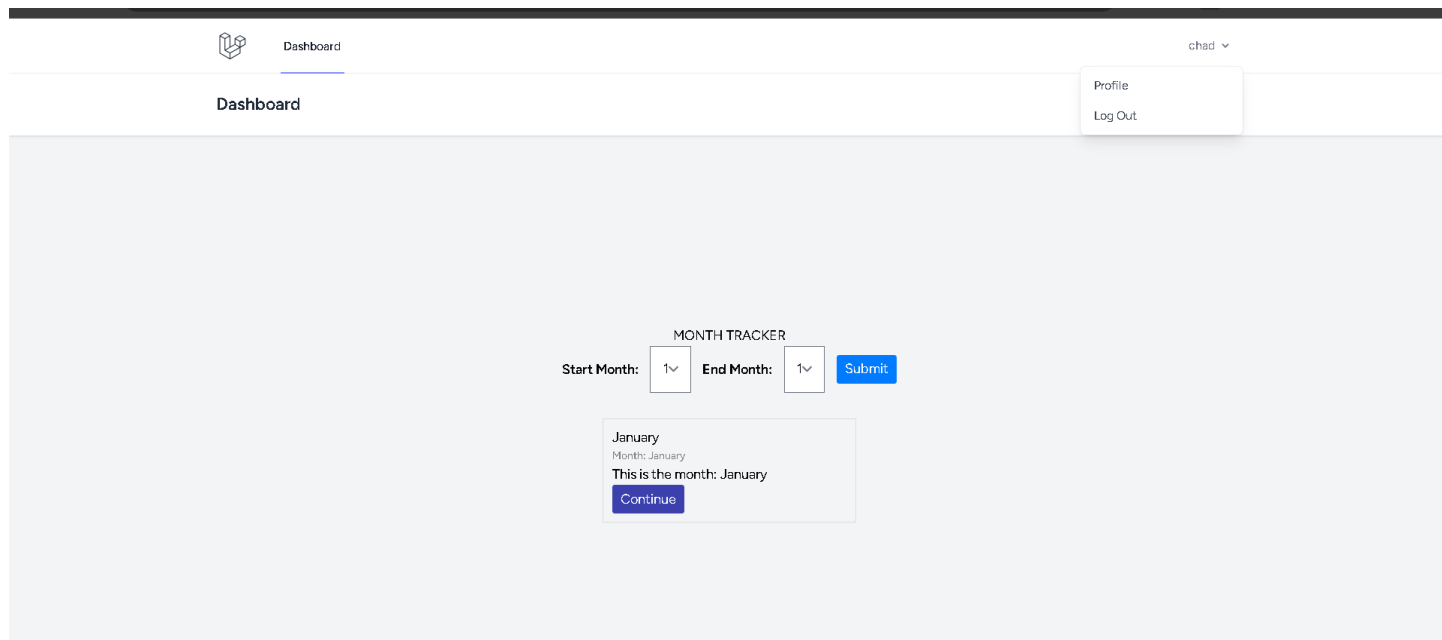 Dashboard chad
Profile
Dashboard
Log Out
MONTH TRACKER
Start Month: 1 End Month: 1 Submit
January
Month: January
This is the month: January
Continue